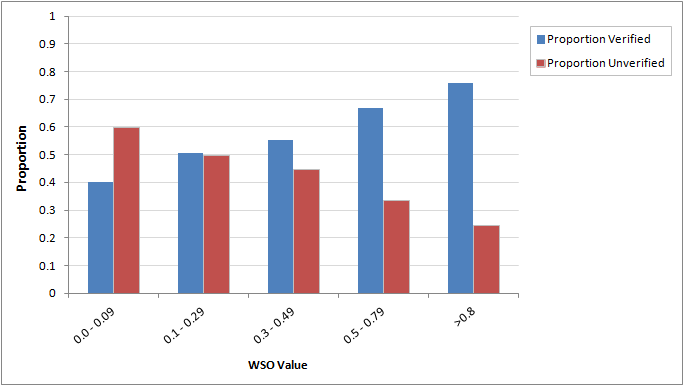 1
0.9
0.8
0.7
0.6
0.5
0.4
0.3
0.2
0.1
0
Proportion
0.0 - 0.09
0.1 - 0.29
0.3 - 0.49
0.5 - 0.79
>0.8
WSO Value
Proportion Verified
Proportion Unverified